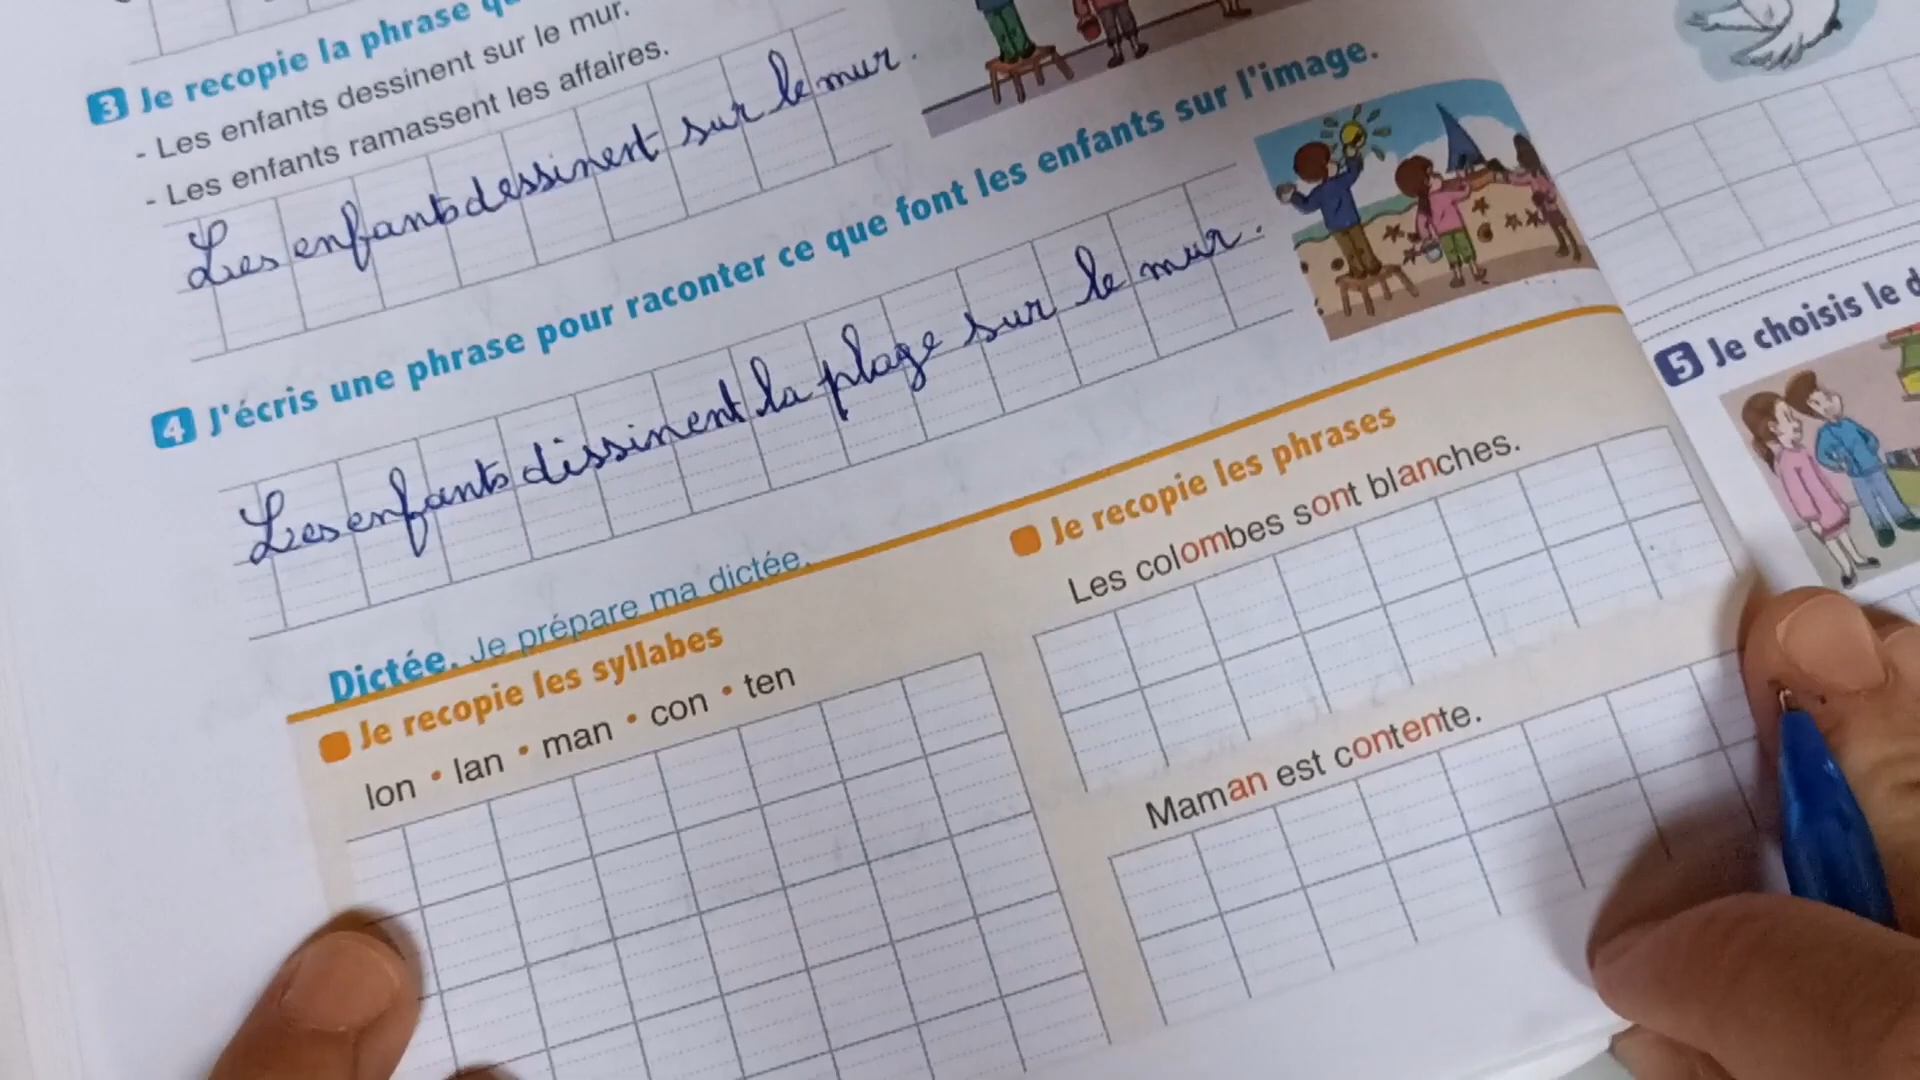 3 Je recopie la phrase
- Les enfants dessinent sur le mur.
- Les enfants ramassent les affaires.
Les enfants dessinent sur le mur.
4 J'écris une phrase pour raconter ce que font les enfants sur l'image.
Les enfants dissinent la plage sur le mur.
Dictée. Je prépare ma dictée.
Je recopie les syllabes
lon • lan • man • con • ten
Je recopie les phrases
Les colombes sont blanches.
Maman est contente.
5 Je choisis le